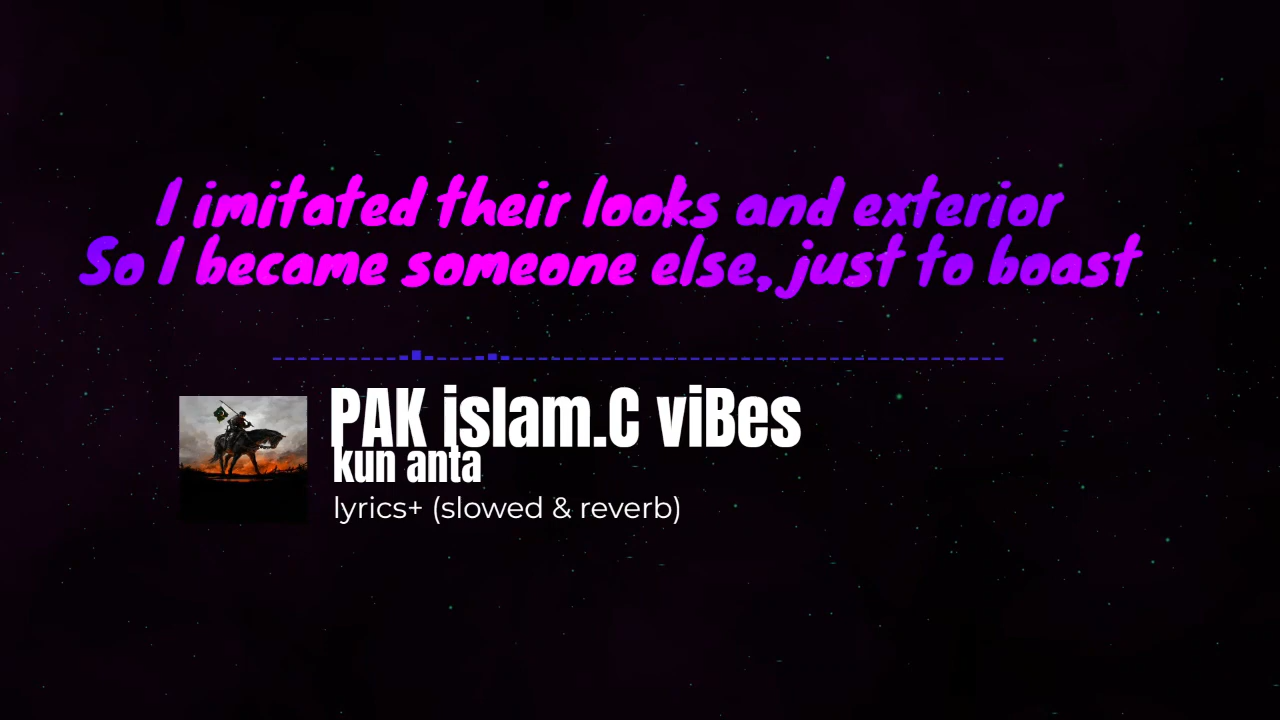 I imitated their looks and exterior
So I became someone else, just to boast
PAK islam.C viBes
kun anta
lyrics+ (slowed & reverb)